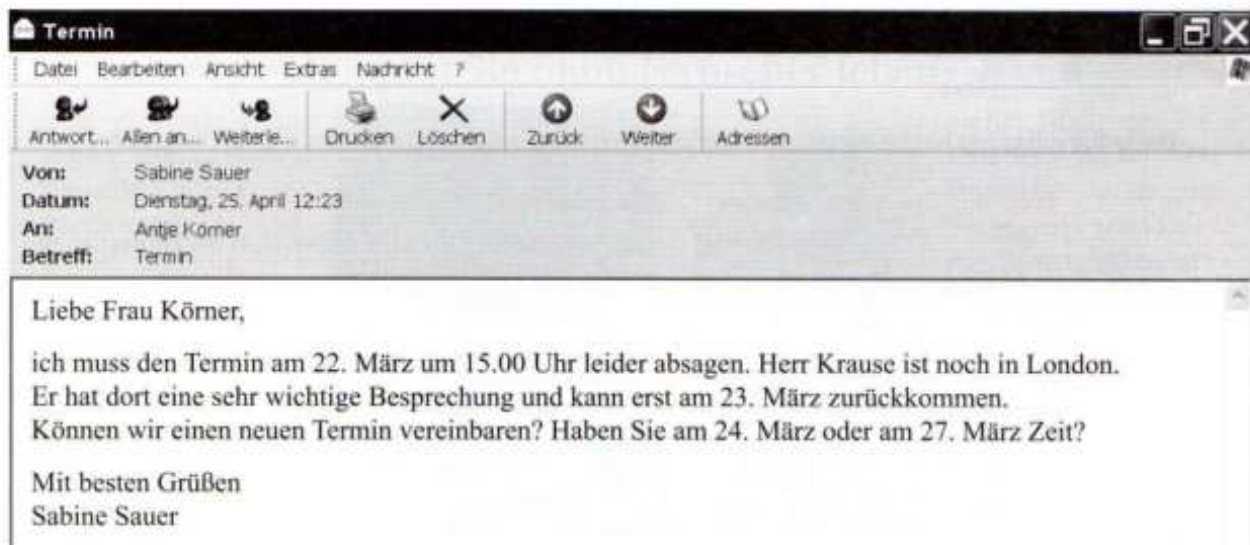 Termin
Datei Bearbeiten Ansicht Extras Nachricht ?
Antwort... Allen an... Weiterle... Drucken Löschen Zurück Weiter Adressen
Von: Sabine Sauer
Datum: Dienstag, 25. April 12:23
An: Antje Körner
Betreff: Termin
Liebe Frau Körner,
ich muss den Termin am 22. März um 15.00 Uhr leider absagen. Herr Krause ist noch in London.
Er hat dort eine sehr wichtige Besprechung und kann erst am 23. März zurückkommen.
Können wir einen neuen Termin vereinbaren? Haben Sie am 24. März oder am 27. März Zeit?
Mit besten Grüßen
Sabine Sauer